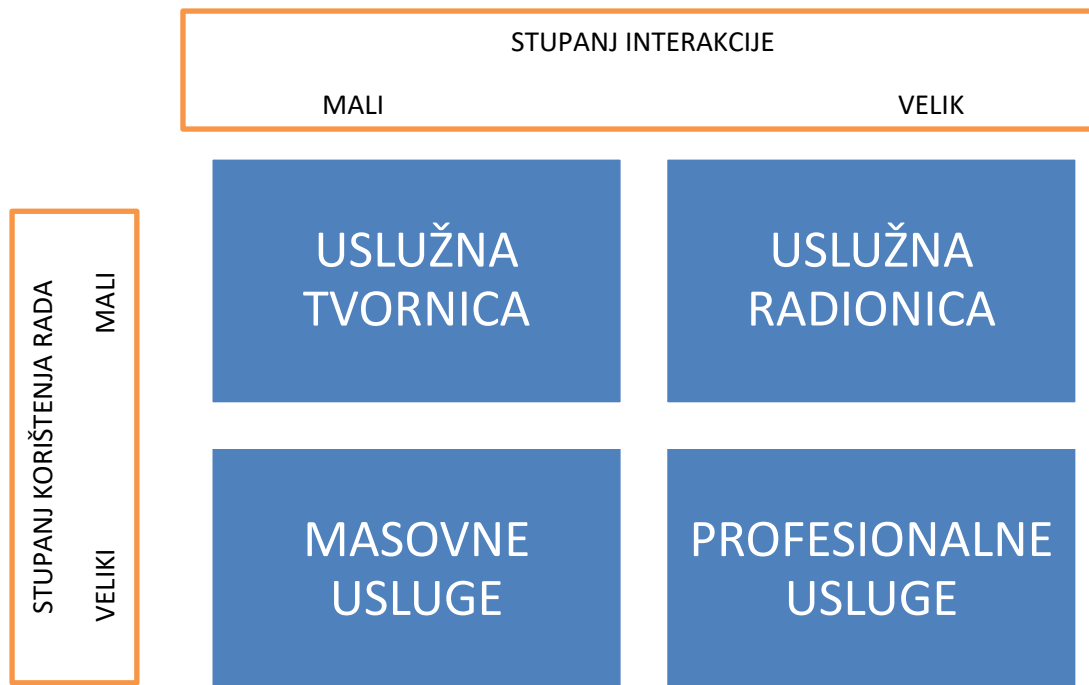 STUPANJ INTERAKCIJE
MALI
VELIK
STUPANJ KORIŠTENJA RADA
MALI
VELIKI
USLUŽNA
TVORNICA
USLUŽNA
RADIONICA
MASOVNE
USLUGE
PROFESIONALNE
USLUGE